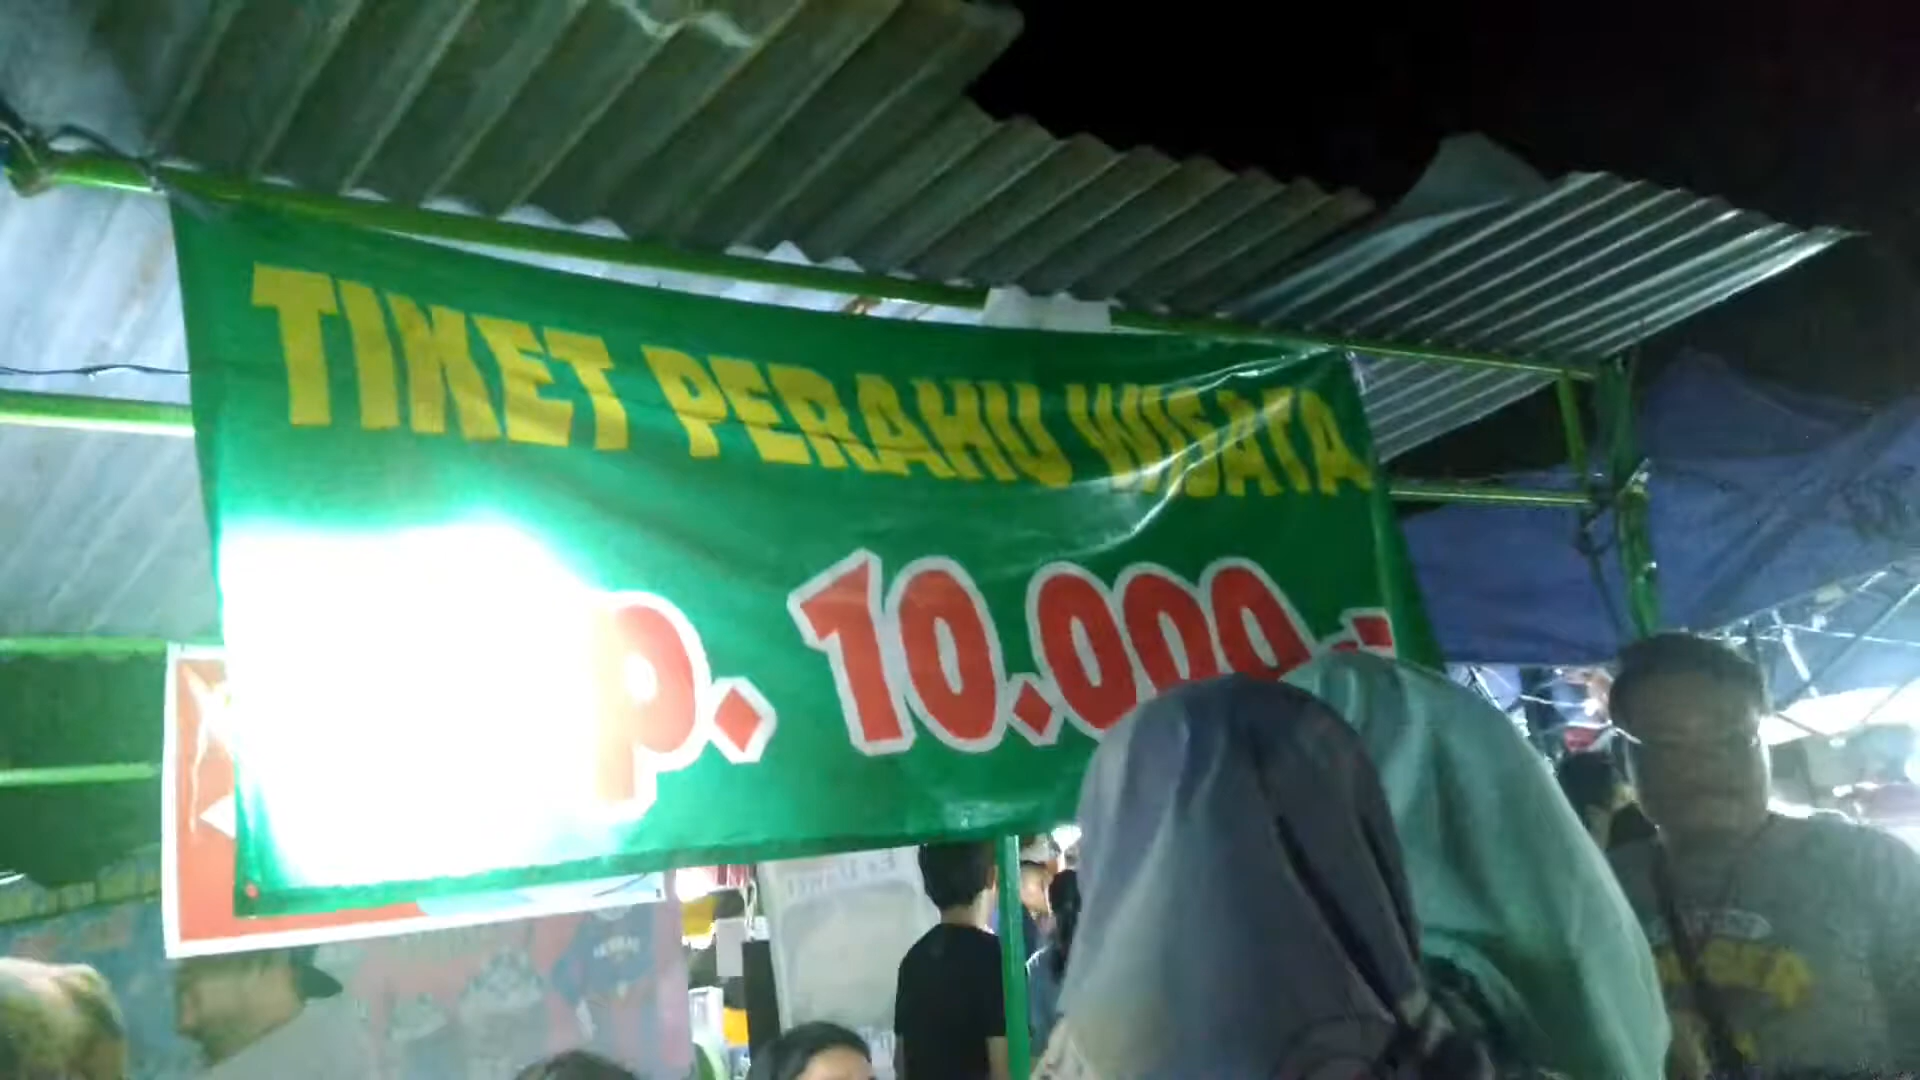 TIKET PERAHU WISATA
p. 10.000,-